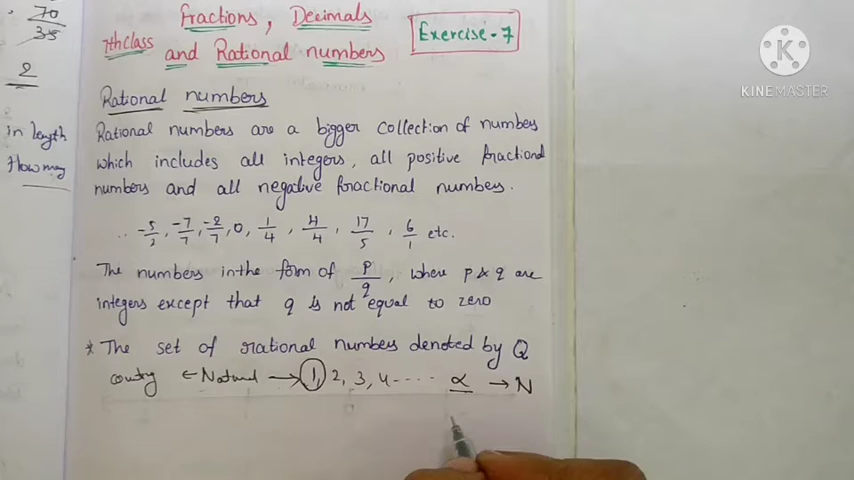 70
35
2
in length
Fractions, Decimals
7th class and Rational numbers
Exercise-7
K
KINEMASTER
Rational numbers
Rational numbers are a bigger collection of numbers
which includes all integers, all positive fractional
numbers and all negative fractional numbers.
.. -5/2, -7/7, -2/7, 0, 1/4, 4/4, 17/5, 6/1 etc.
The numbers in the form of p/q, where p & q are
integers except that q is not equal to zero
* The set of rational numbers denoted by Q
← Natural → 1, 2, 3, 4 - - - - ∝ → N